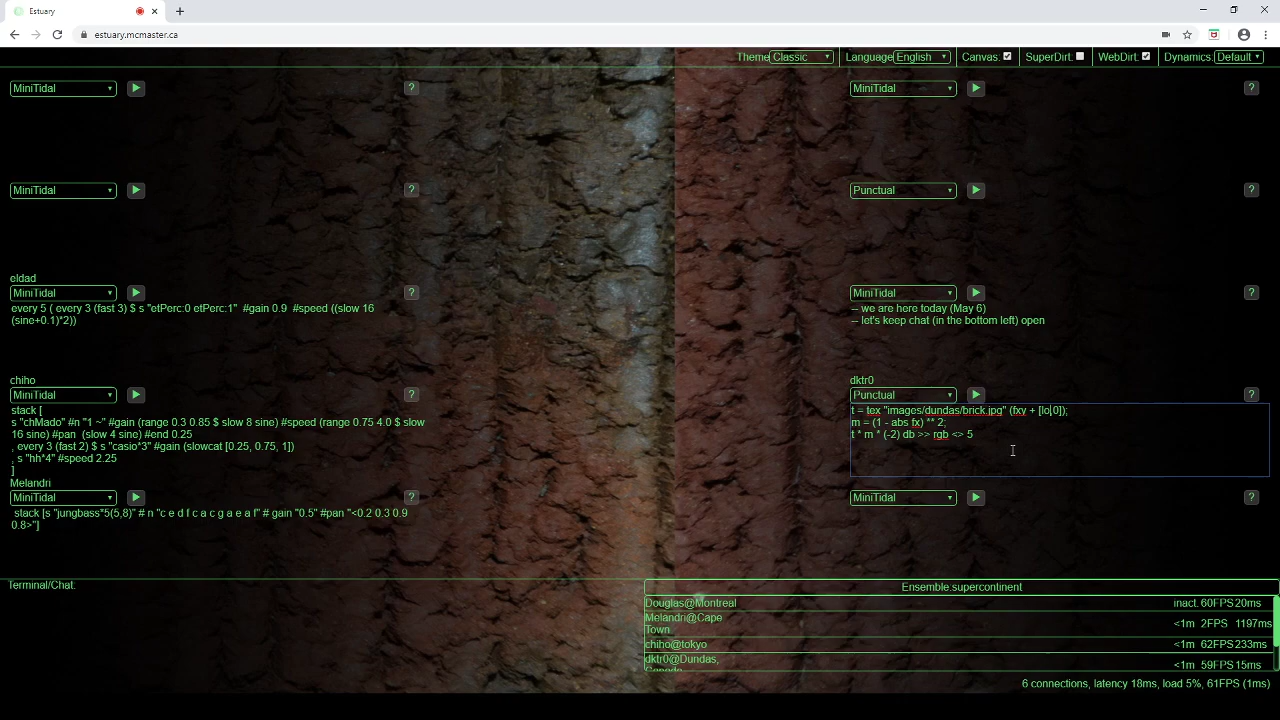 Estuary
estuary.mcmaster.ca
Theme Classic Language English Canvas: SuperDirt: WebDirt: Dynamics: Default
MiniTidal ?
MiniTidal ?
MiniTidal ?
Punctual ?
eldad
MiniTidal ?
every 5 ( every 3 (fast 3) $ s "etPerc:0 etPerc:1"  #gain 0.9  #speed ((slow 16
(sine+0.1)*2))
MiniTidal ?
-- we are here today (May 6)
-- let's keep chat (in the bottom left) open
chiho
MiniTidal ?
stack [
s "chMado" #n "1 ~" #gain (range 0.3 0.85 $ slow 8 sine) #speed (range 0.75 4.0 $ slow
16 sine) #pan  (slow 4 sine) #end 0.25
, every 3 (fast 2) $ s "casio*3" #gain (slowcat [0.25, 0.75, 1])
, s "hh*4" #speed 2.25
]
dktr0
Punctual ?
t = tex "images/dundas/brick.jpg" (fxy + [lo,0]);
m = (1 - abs fx) ** 2;
t * m * (-2) db >> rgb <> 5
Melandri
MiniTidal ?
stack [s "jungbass*5(5,8)" # n "c e d f c a c g a e a f" # gain "0.5" #pan "<0.2 0.3 0.9
0.8>"]
MiniTidal ?
Terminal/Chat:
Ensemble:supercontinent
Douglas@Montreal inact. 60FPS 20ms
Melandri@Cape
Town <1m 2FPS 1197ms
chiho@tokyo <1m 62FPS 233ms
dktr0@Dundas,
Canada <1m 59FPS 15ms
6 connections, latency 18ms, load 5%, 61FPS (1ms)